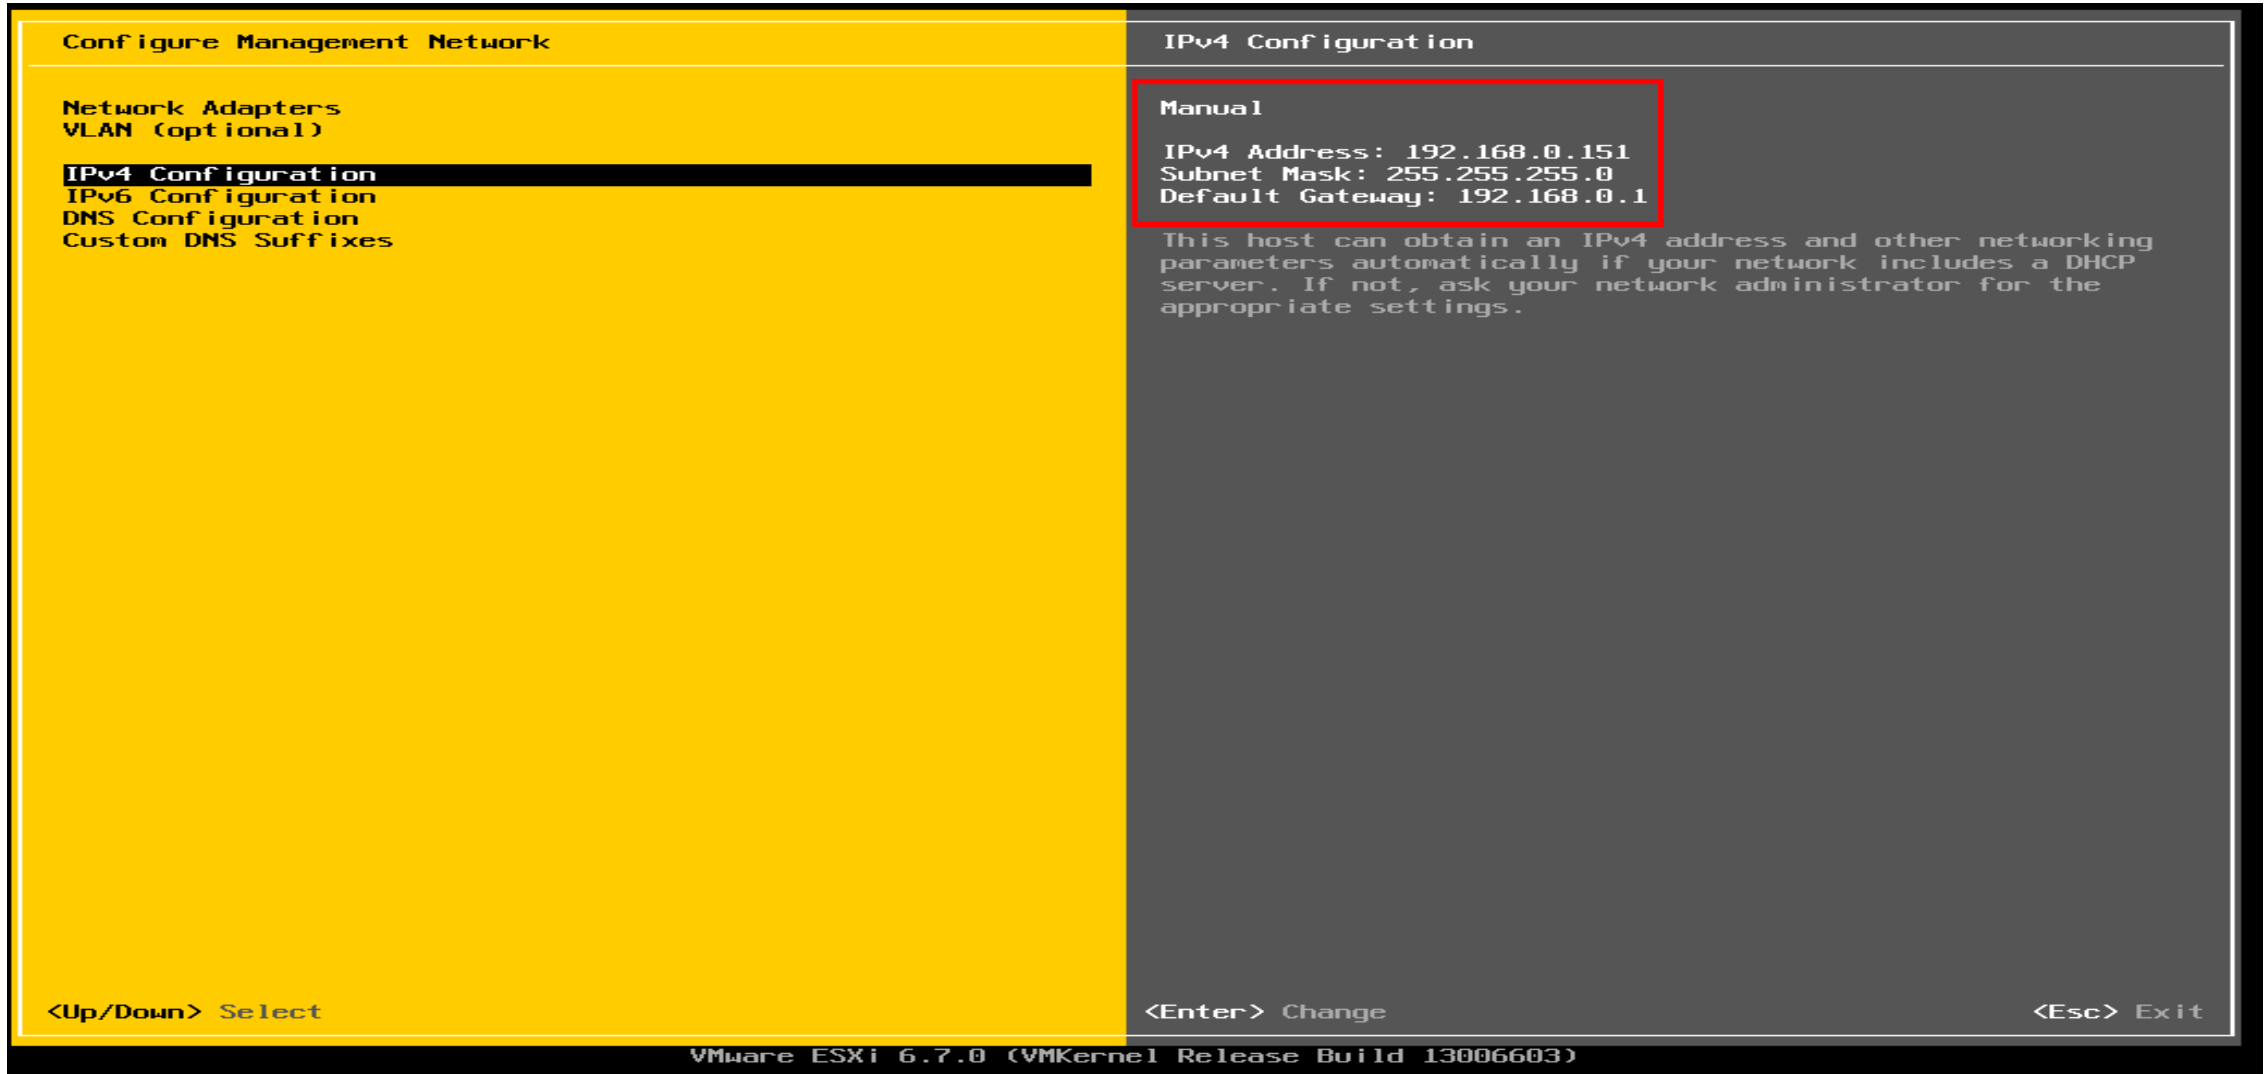 Configure Management Network
Network Adapters
VLAN (optional)
IPv4 Configuration
IPv6 Configuration
DNS Configuration
Custom DNS Suffixes
<Up/Down> Select
IPv4 Configuration
Manual
IPv4 Address: 192.168.0.151
Subnet Mask: 255.255.255.0
Default Gateway: 192.168.0.1
This host can obtain an IPv4 address and other networking
parameters automatically if your network includes a DHCP
server. If not, ask your network administrator for the
appropriate settings.
<Enter> Change
<Esc> Exit
VMware ESXi 6.7.0 (VMKernel Release Build 13006603)